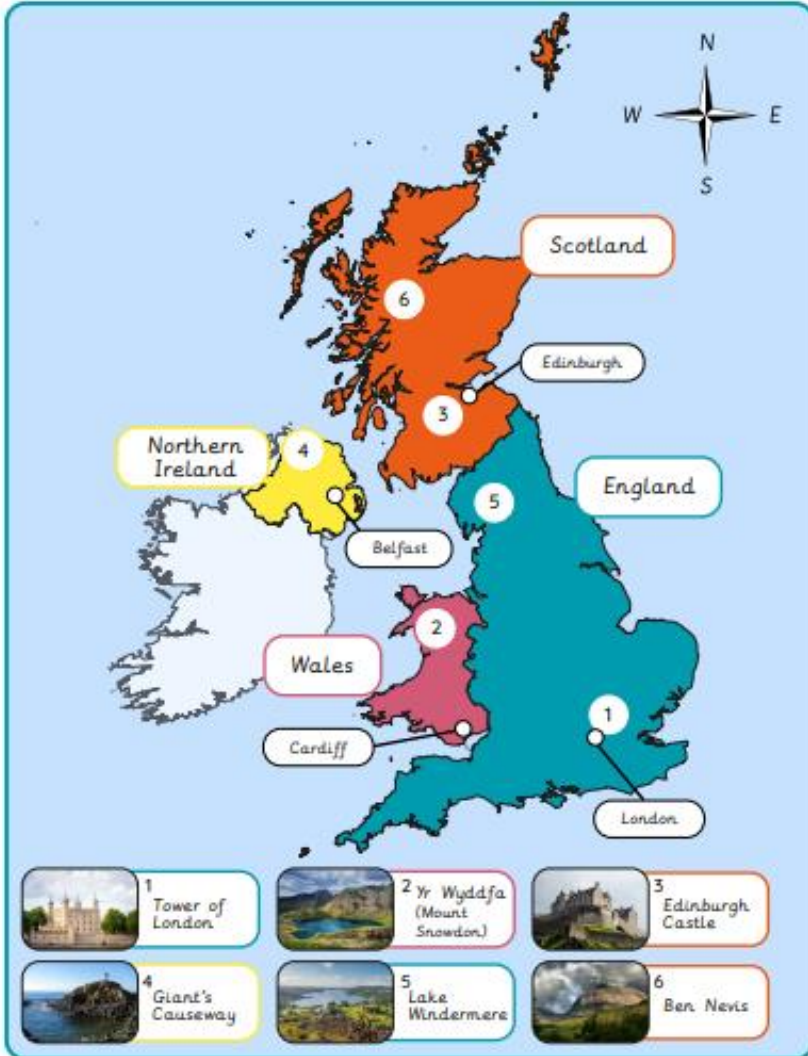 N
W
E
S
Scotland
6
Edinburgh
3
Northern
Ireland
4
England
5
Belfast
2
Wales
1
Cardiff
London
1
Tower of
London
2
Yr Wyddfa
(Mount
Snowdon)
3
Edinburgh
Castle
4
Giant's
Causeway
5
Lake
Windermere
6
Ben Nevis